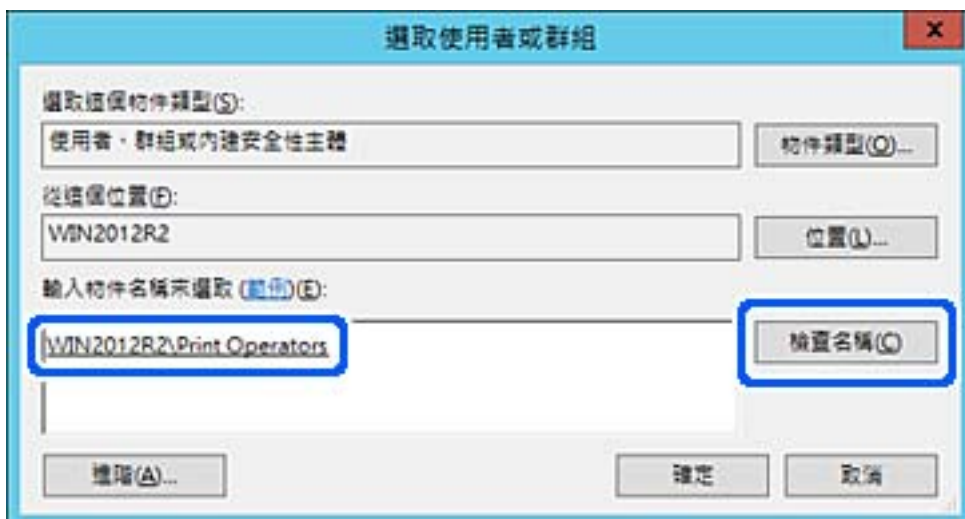 選取使用者或群組
x
選取這個物件類型(S):
使用者、群組或內建安全性主體
物件類型(O)...
從這個位置(F):
WIN2012R2
位置(L)...
輸入物件名稱來選取 (範例)(E):
WIN2012R2\Print Operators
檢查名稱(C)
進階(A)...
確定
取消